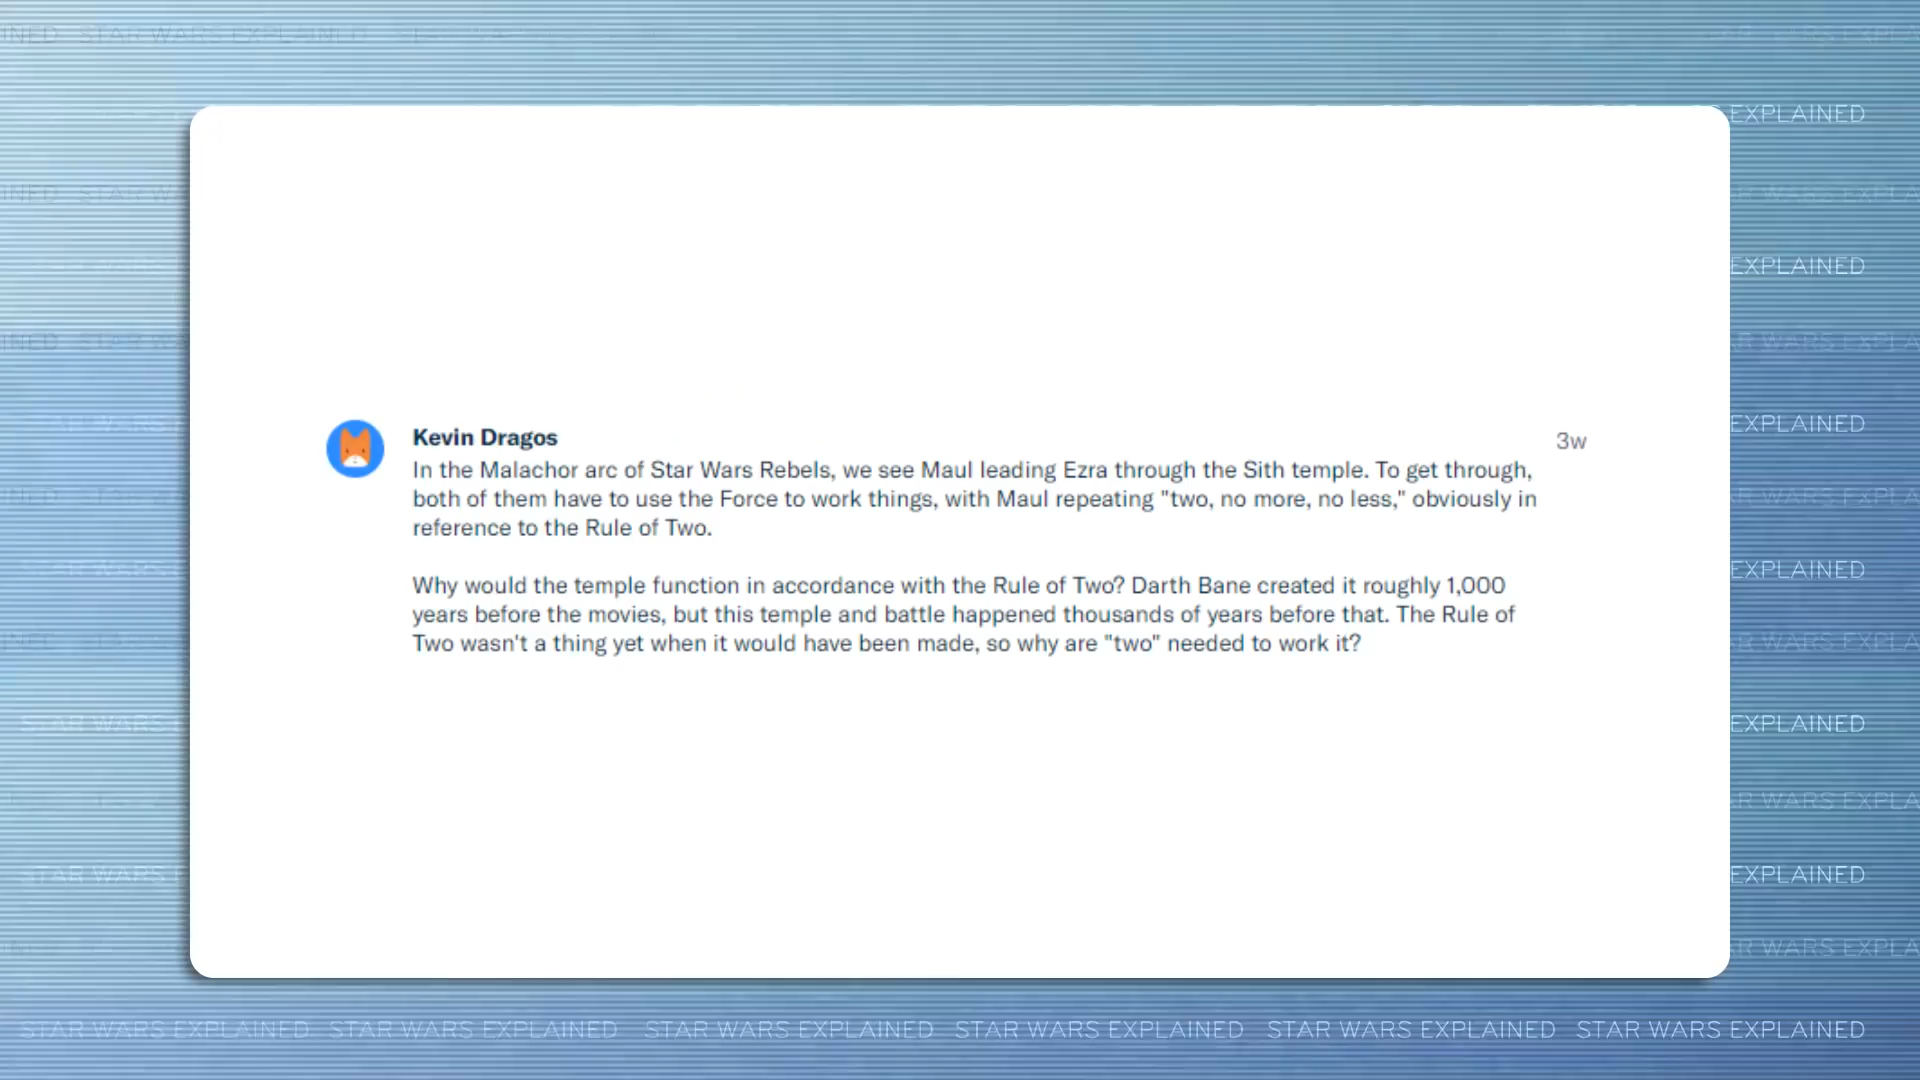 STAR WARS EXPLAINED
EXPLAINED
EXPLAINED
EXPLAINED
Kevin Dragos
3w
In the Malachor arc of Star Wars Rebels, we see Maul leading Ezra through the Sith temple. To get through,
both of them have to use the Force to work things, with Maul repeating "two, no more, no less," obviously in
reference to the Rule of Two.
Why would the temple function in accordance with the Rule of Two? Darth Bane created it roughly 1,000
years before the movies, but this temple and battle happened thousands of years before that. The Rule of
Two wasn't a thing yet when it would have been made, so why are "two" needed to work it?
EXPLAINED
EXPLAINED
EXPLAINED
STAR WARS EXPLAINED STAR WARS EXPLAINED STAR WARS EXPLAINED STAR WARS EXPLAINED STAR WARS EXPLAINED STAR WARS EXPLAINED